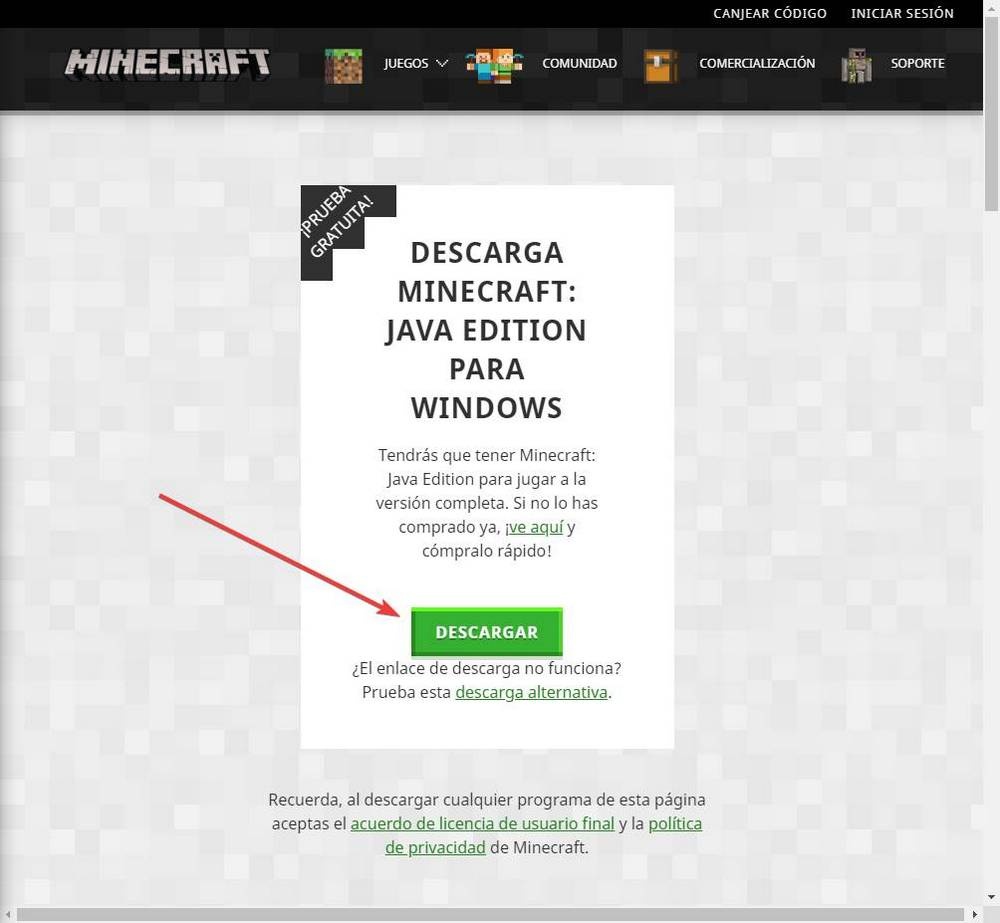 CANJEAR CÓDIGO INICIAR SESIÓN
MINECRAFT JUEGOS COMUNIDAD COMERCIALIZACIÓN SOPORTE
¡PRUEBA
GRATUITA!
DESCARGA
MINECRAFT:
JAVA EDITION
PARA
WINDOWS
Tendrás que tener Minecraft:
Java Edition para jugar a la
versión completa. Si no lo has
comprado ya, ¡ve aquí y
cómpralo rápido!
DESCARGAR
¿El enlace de descarga no funciona?
Prueba esta descarga alternativa.
Recuerda, al descargar cualquier programa de esta página
aceptas el acuerdo de licencia de usuario final y la política
de privacidad de Minecraft.